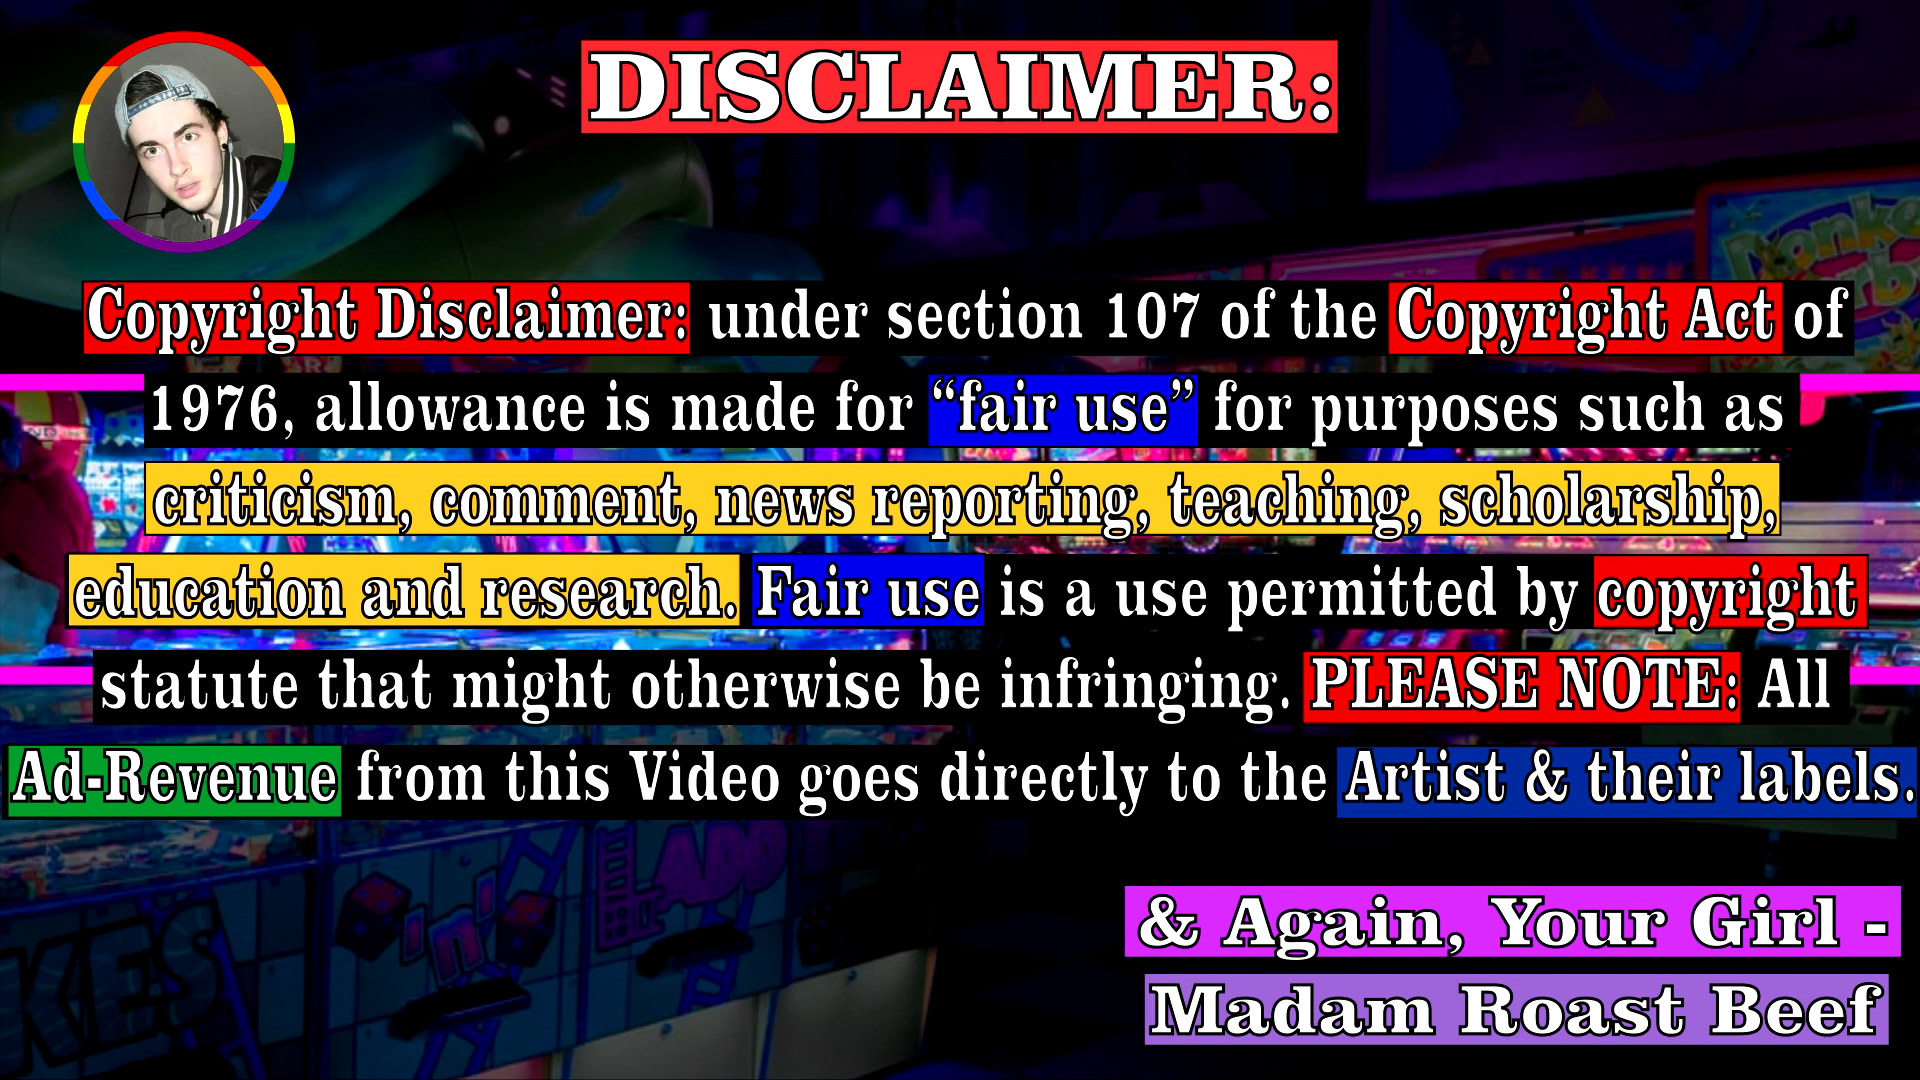 DISCLAIMER:
Copyright Disclaimer: under section 107 of the Copyright Act of
1976, allowance is made for “fair use” for purposes such as
criticism, comment, news reporting, teaching, scholarship,
education and research. Fair use is a use permitted by copyright
statute that might otherwise be infringing. PLEASE NOTE: All
Ad-Revenue from this Video goes directly to the Artist & their labels.
& Again, Your Girl -
Madam Roast Beef